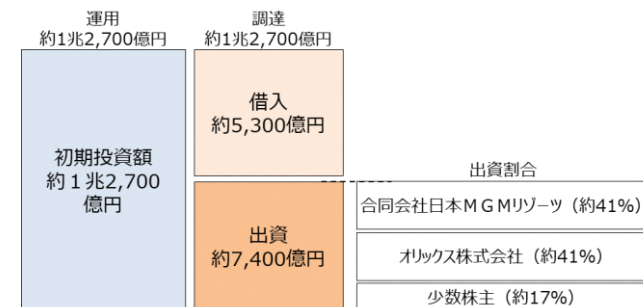 運用
約1兆2,700億円
調達
約1兆2,700億円
初期投資額
約１兆2,700
億円
借入
約5,300億円
出資
約7,400億円
出資割合
合同会社日本ＭＧＭリゾーツ（約41%）
オリックス株式会社（約41%）
少数株主（約17%）